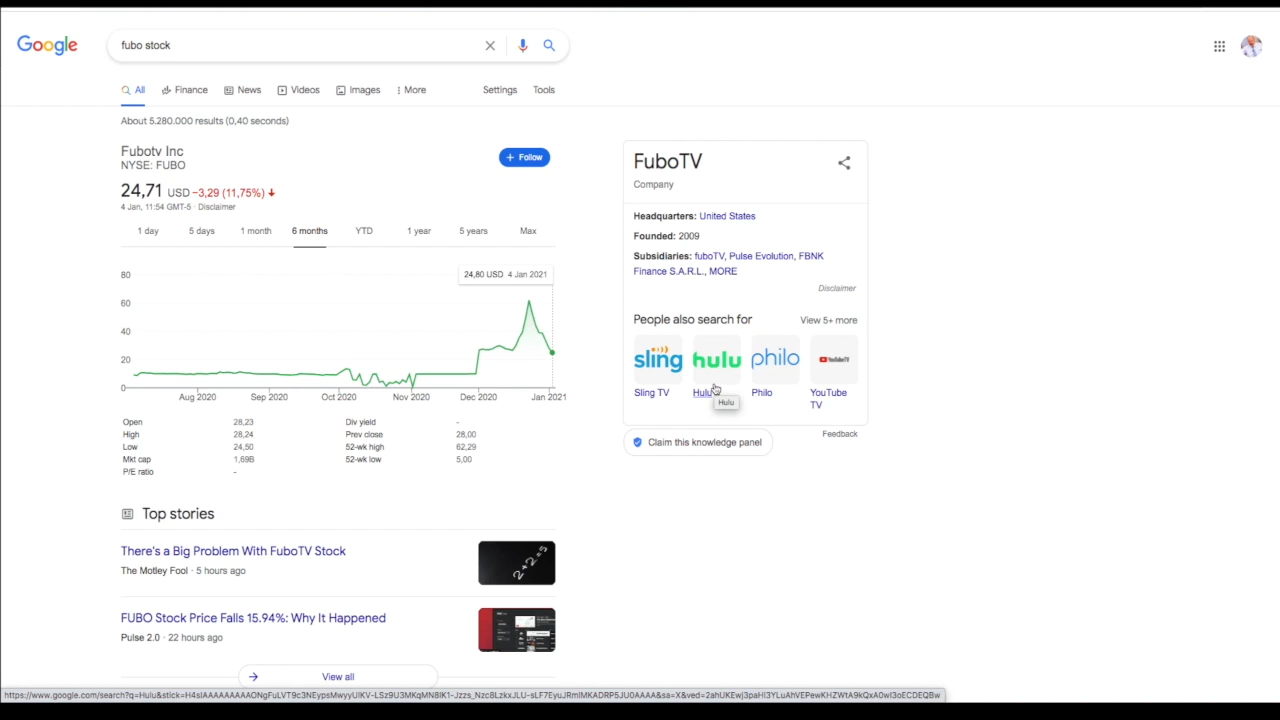 Google
fubo stock
All Finance News Videos Images More Settings Tools
About 5.280.000 results (0,40 seconds)
Fubotv Inc
NYSE: FUBO
+ Follow
24,71 USD −3,29 (11,75%)
4 Jan, 11:54 GMT-5 · Disclaimer
1 day 5 days 1 month 6 months YTD 1 year 5 years Max
24,80 USD 4 Jan 2021
80
60
40
20
0
Aug 2020 Sep 2020 Oct 2020 Nov 2020 Dec 2020 Jan 2021
Open 28,23 Div yield -
High 28,24 Prev close 28,00
Low 24,50 52-wk high 62,29
Mkt cap 1,69B 52-wk low 5,00
P/E ratio -
Top stories
There's a Big Problem With FuboTV Stock
The Motley Fool · 5 hours ago
2+2=5
FUBO Stock Price Falls 15.94%: Why It Happened
Pulse 2.0 · 22 hours ago
View all
FuboTV
Company
Headquarters: United States
Founded: 2009
Subsidiaries: fuboTV, Pulse Evolution, FBNK
Finance S.A.R.L., MORE
Disclaimer
People also search for View 5+ more
sling hulu philo YouTubeTV
Sling TV Hulu Philo YouTube
TV
Hulu
Feedback
Claim this knowledge panel